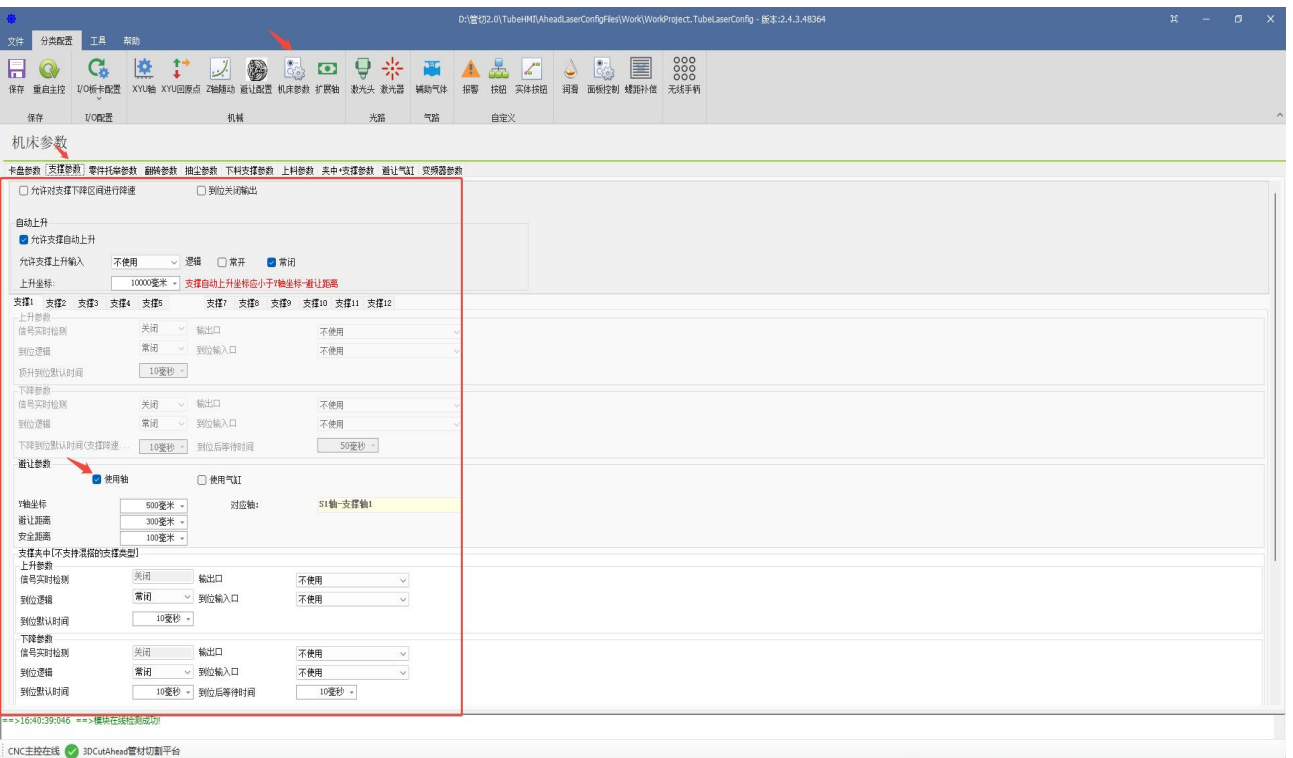 D:\管切2.0\TubeHMI\AheadLaserConfigFiles\Work\WorkProject.TubeLaserConfig - 版本:2.4.3.48364
文件 分类配置 工具 帮助
保存 重启主控 I/O板卡配置 XYU轴 XYU回原点 Z轴随动 避让配置 机床参数 扩展轴 激光头 激光器 辅助气体 报警 按钮 实体按钮 润滑 面板控制 螺距补偿 无线手柄
保存 I/O配置 机械 光路 气路 自定义
机床参数
卡盘参数 支撑参数 零件托举参数 翻转参数 抽尘参数 下料支撑参数 上料参数 夹中+支撑参数 避让气缸 变频器参数
允许对支撑下降区间进行降速 到位关闭输出
自动上升
允许支撑自动上升
允许支撑上升输入 不使用 逻辑 常开 常闭
上升坐标: 10000毫米 支撑自动上升坐标应小于Y轴坐标-避让距离
支撑1 支撑2 支撑3 支撑4 支撑5 支撑7 支撑8 支撑9 支撑10 支撑11 支撑12
上升参数
信号实时检测 关闭 输出口 不使用
到位逻辑 常闭 到位输入口 不使用
顶升到位默认时间 10毫秒
下降参数
信号实时检测 关闭 输出口 不使用
到位逻辑 常闭 到位输入口 不使用
下降到位默认时间(支撑降速... 10毫秒 到位后等待时间 50毫秒
避让参数
使用轴 使用气缸
Y轴坐标 500毫米 对应轴: S1轴-支撑轴1
避让距离 300毫米
安全距离 100毫米
支撑夹中[不支持混搭的支撑类型]
上升参数
信号实时检测 关闭 输出口 不使用
到位逻辑 常闭 到位输入口 不使用
到位默认时间 10毫秒
下降参数
信号实时检测 关闭 输出口 不使用
到位逻辑 常闭 到位输入口 不使用
到位默认时间 10毫秒 到位后等待时间 10毫秒
==>16:40:39:046 ==>模块在线检测成功!
CNC主控在线 3DCutAhead管材切割平台